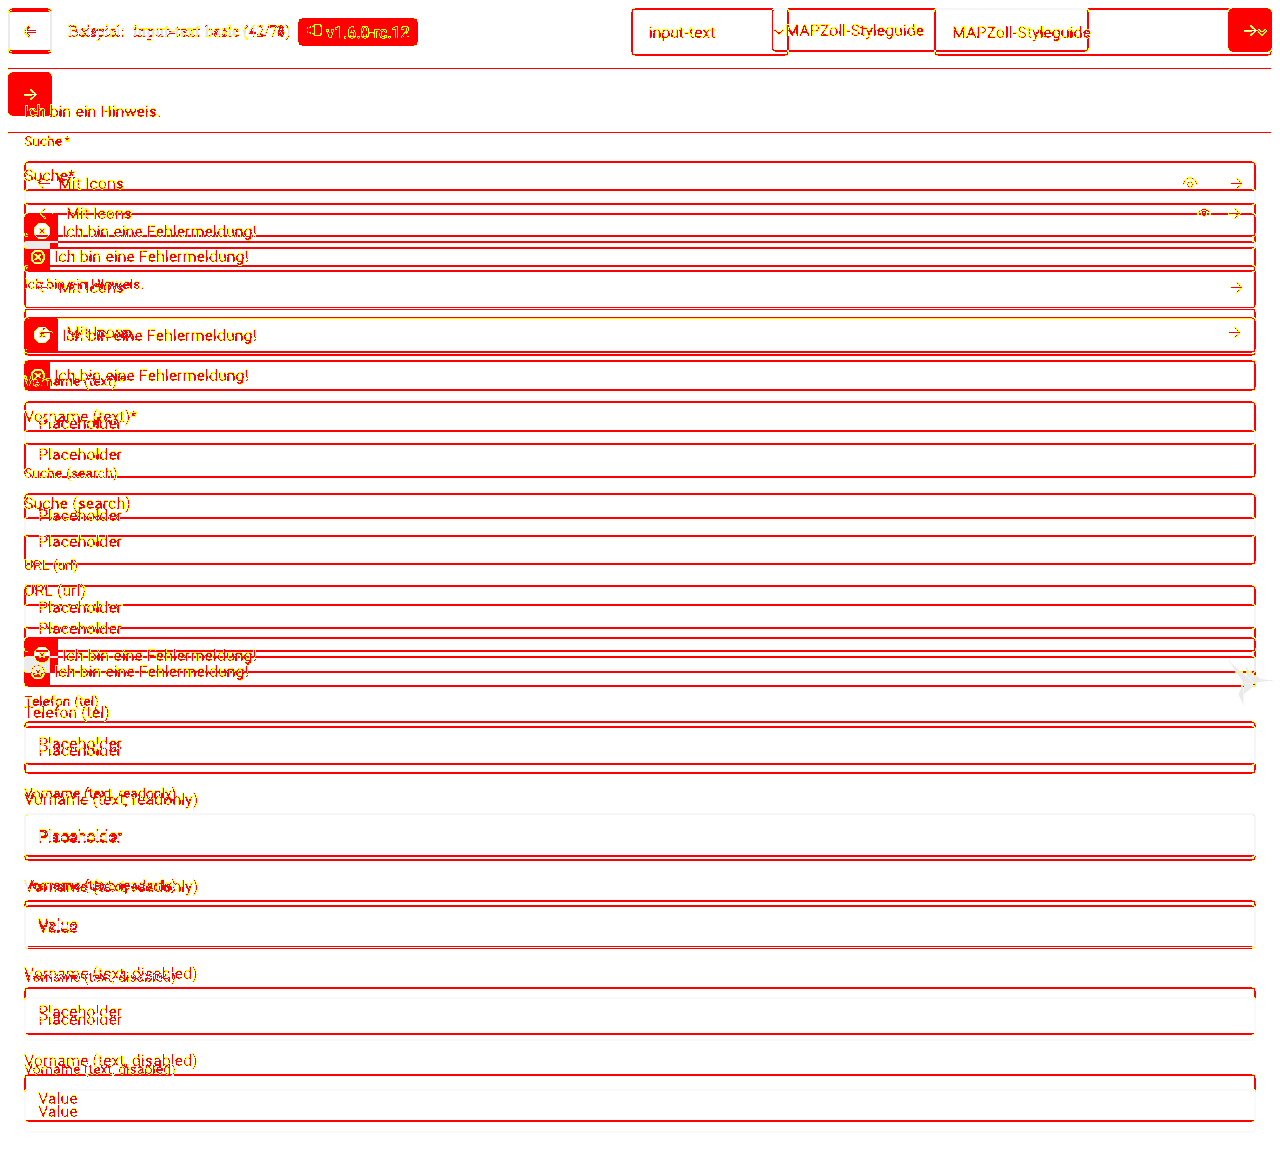 Beispiel: input-text basic (42/78) v1.6.0-rc.12 input-text MAPZoll-Styleguide MAPZoll-Styleguide
Ich bin ein Hinweis.
Suche*
Suche*
Mit Icons
Mit Icons
Ich bin eine Fehlermeldung!
Ich bin eine Fehlermeldung!
Ich bin ein Hinweis.
Mit Icons
Mit Icons
Ich bin eine Fehlermeldung!
Ich bin eine Fehlermeldung!
Vorname (text)*
Vorname (text)*
Placeholder
Placeholder
Suche (search)
Suche (search)
Placeholder
Placeholder
URL (url)
URL (url)
Placeholder
Placeholder
Ich bin eine Fehlermeldung!
Ich bin eine Fehlermeldung!
Telefon (tel)
Telefon (tel)
Placeholder
Placeholder
Vorname (text, readonly)
Vorname (text, readonly)
Placeholder
Vorname (text, readonly)
Vorname (text, readonly)
Value
Value
Vorname (text, disabled)
Vorname (text, disabled)
Placeholder
Placeholder
Vorname (text, disabled)
Vorname (text, disabled)
Value
Value